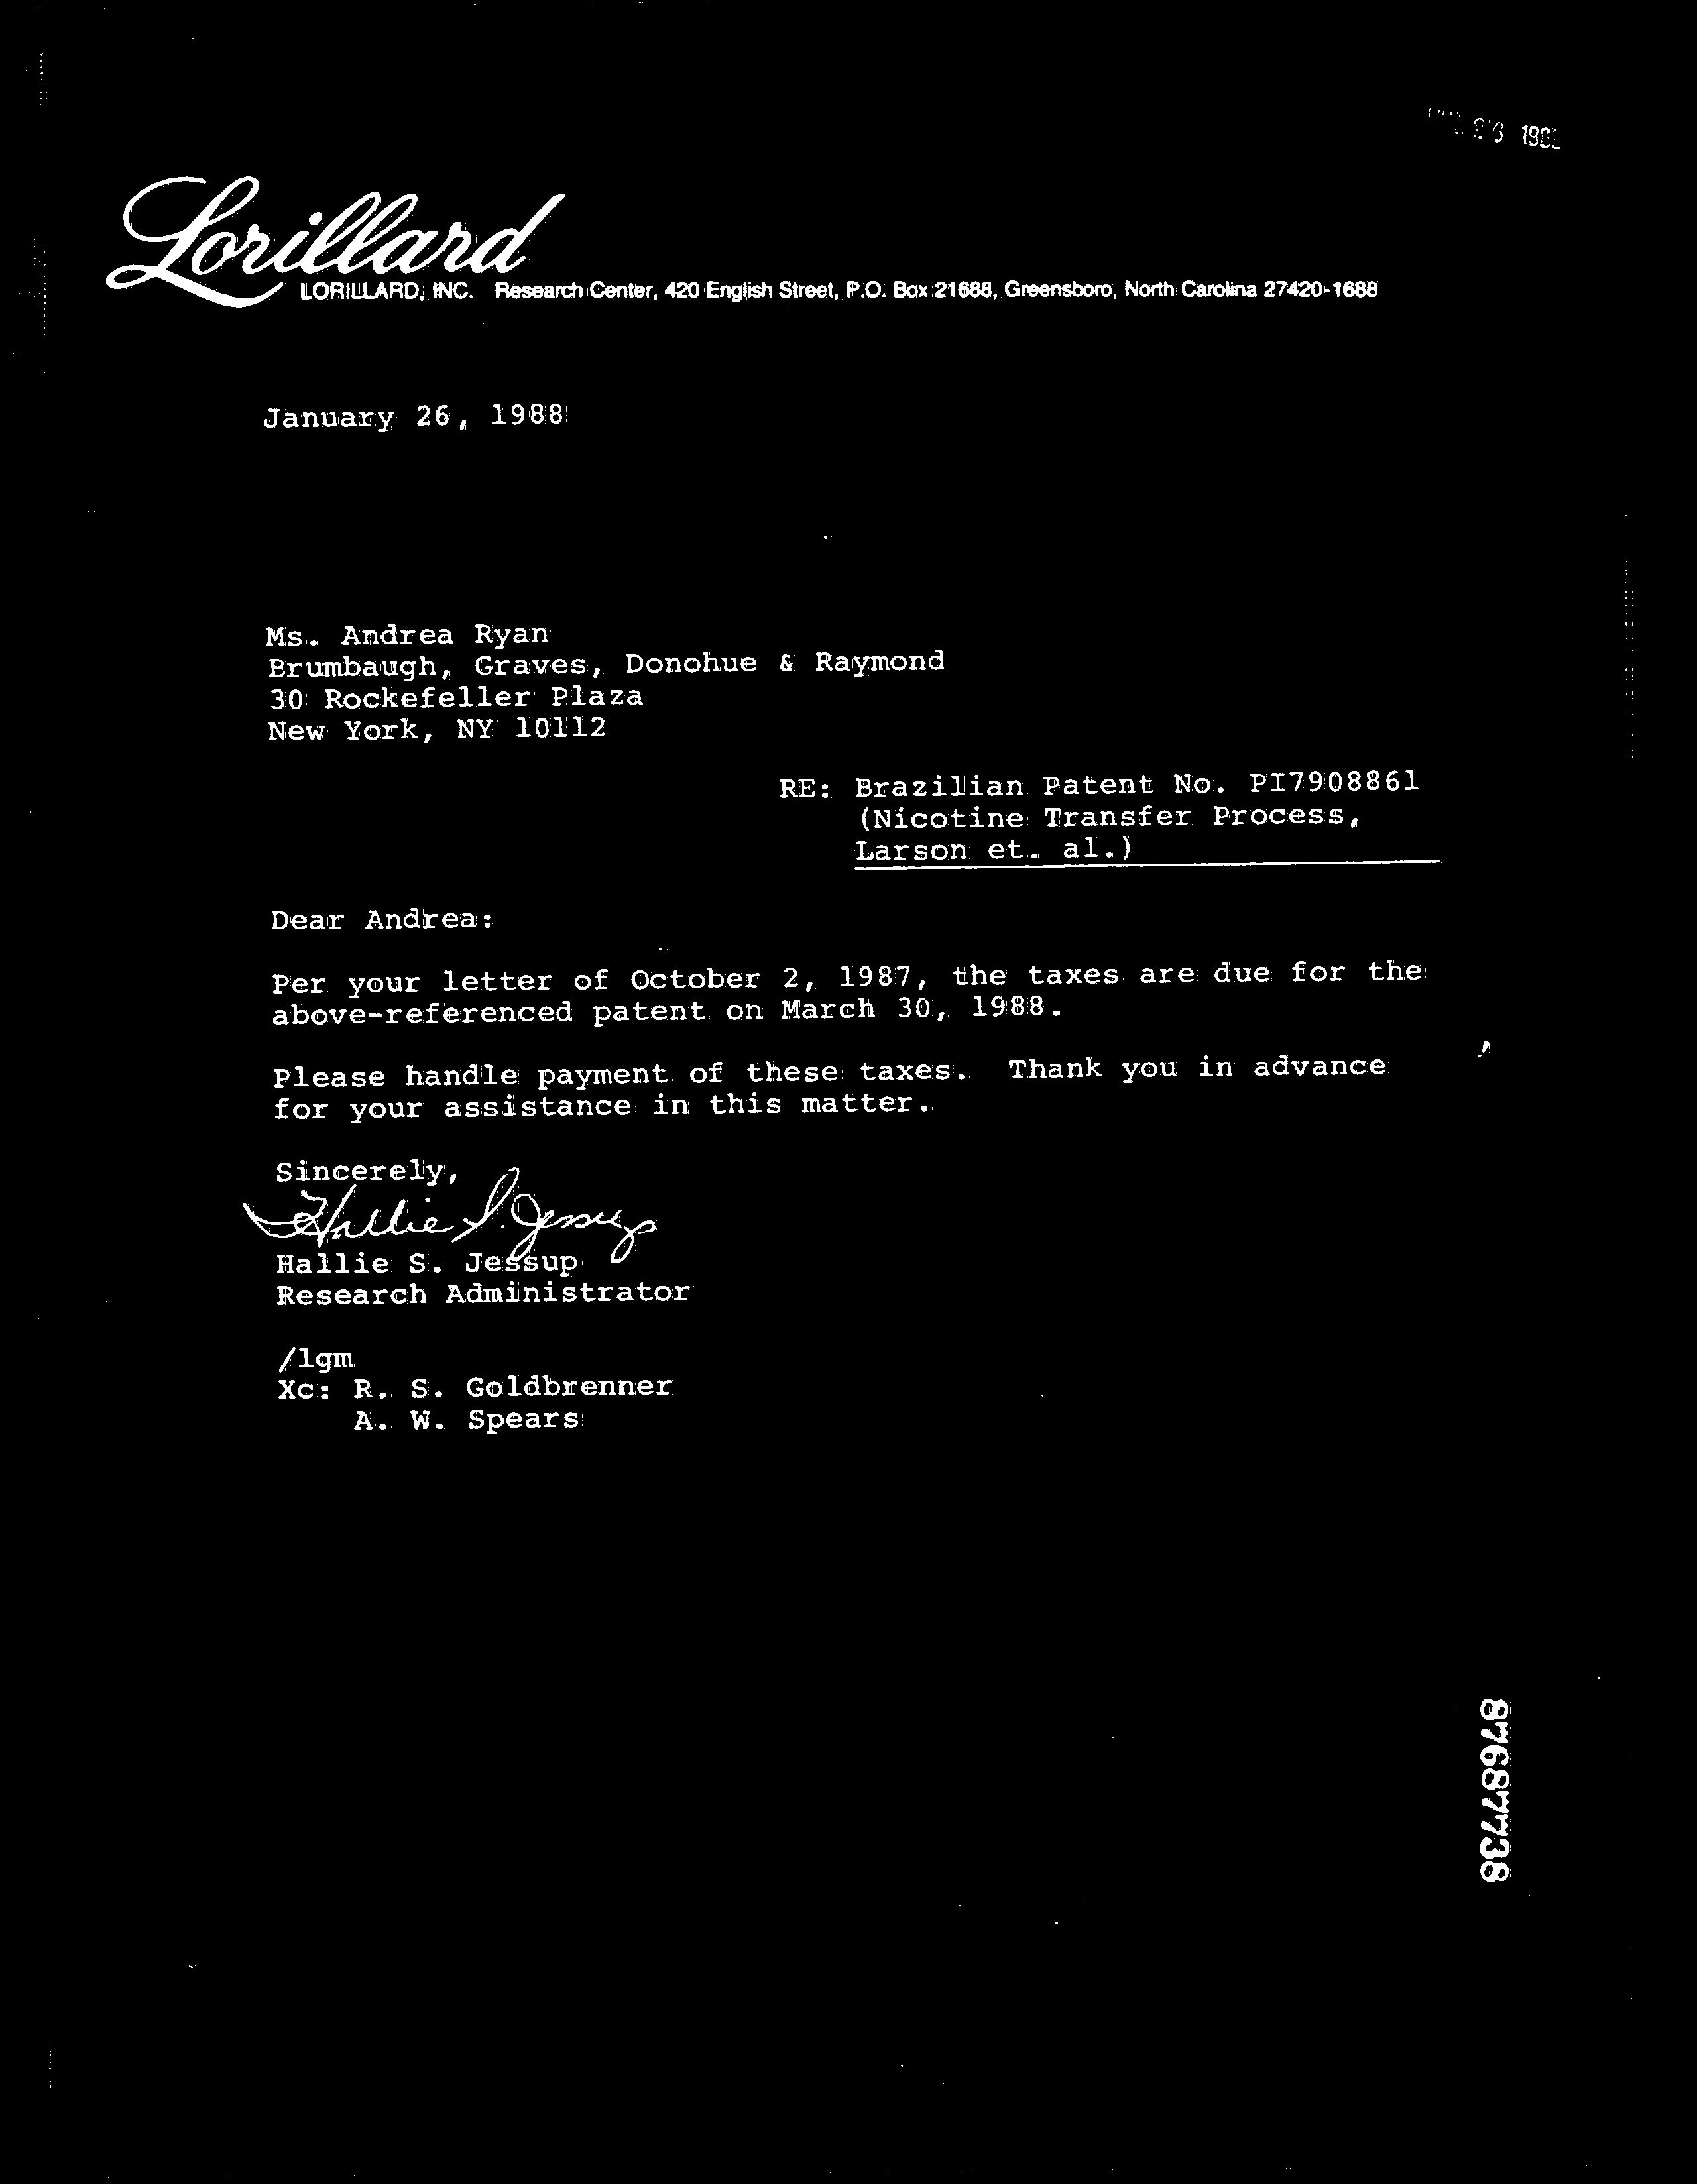 26 198
Lorillard
LORILLARD, INC. Research Center, 420 English Street, P.O. Box 21688, Greensboro, North Carolina 27420-1688
January 26, 1988
Ms. Andrea Ryan
Brumbaugh, Graves, Donohue & Raymond
30 Rockefeller Plaza
New York, NY 10112
RE: Brazilian Patent No. PI7908861
(Nicotine Transfer Process,
Larson et. al.)
Dear Andrea:
Per your letter of October 2, 1987, the taxes are due for the
above-referenced patent on March 30, 1988.
Please handle payment of these taxes. Thank you in advance
for your assistance in this matter.
Sincerely,
Hallie S. Jessup
Hallie S. Jessup
Research Administrator
/lgm
Xc: R. S. Goldbrenner
A. W. Spears
87687738